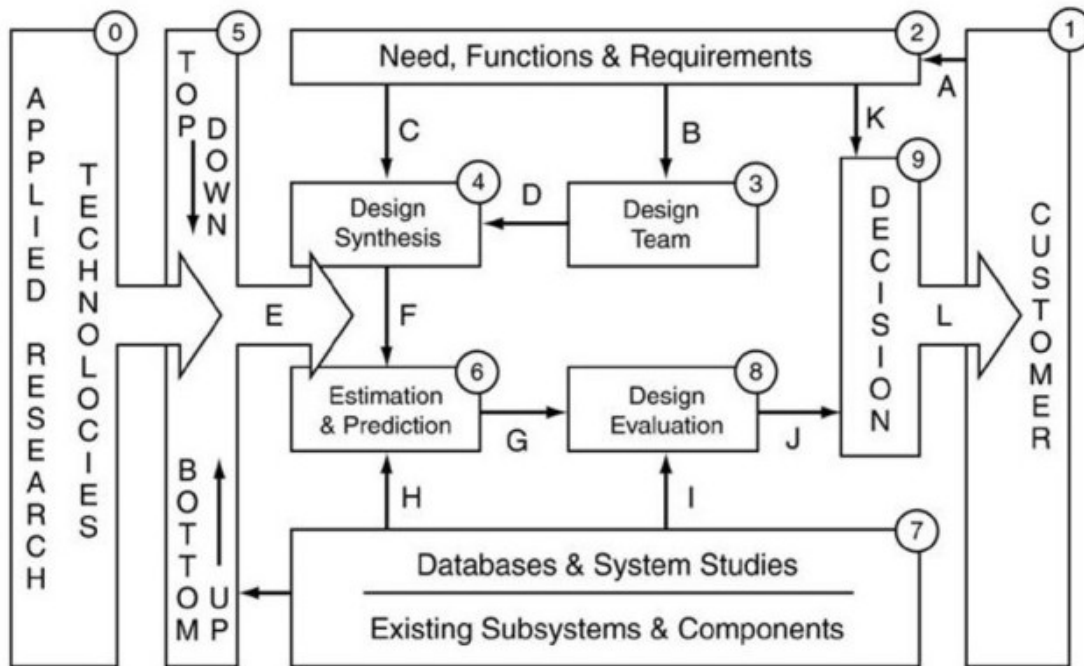 0
5
2
1
APPLIED RESEARCH
TECHNOLOGIES
TOP
DOWN
Need, Functions & Requirements
A
C
B
K
9
4
3
D
Design
Synthesis
Design
Team
DECISION
CUSTOMER
E
F
L
6
8
Estimation
& Prediction
Design
Evaluation
G
J
BOTTOM
UP
H
I
7
Databases & System Studies
Existing Subsystems & Components